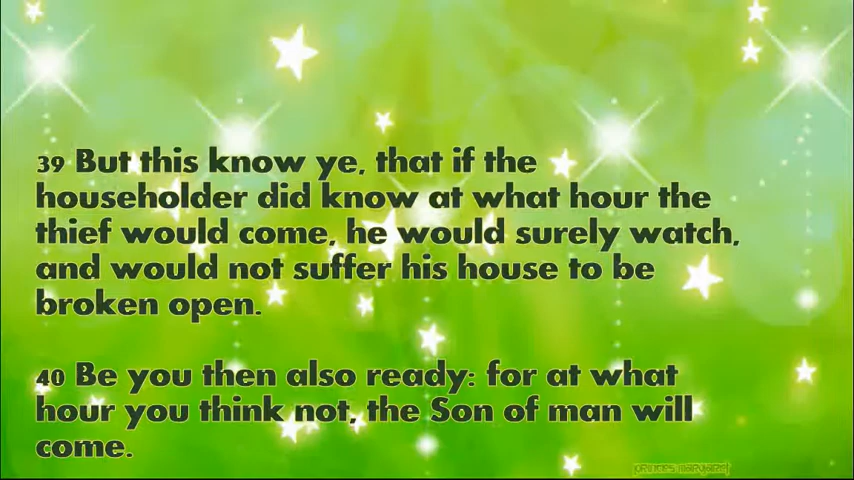 39 But this know ye, that if the
householder did know at what hour the
thief would come, he would surely watch,
and would not suffer his house to be
broken open.
40 Be you then also ready: for at what
hour you think not, the Son of man will
come.